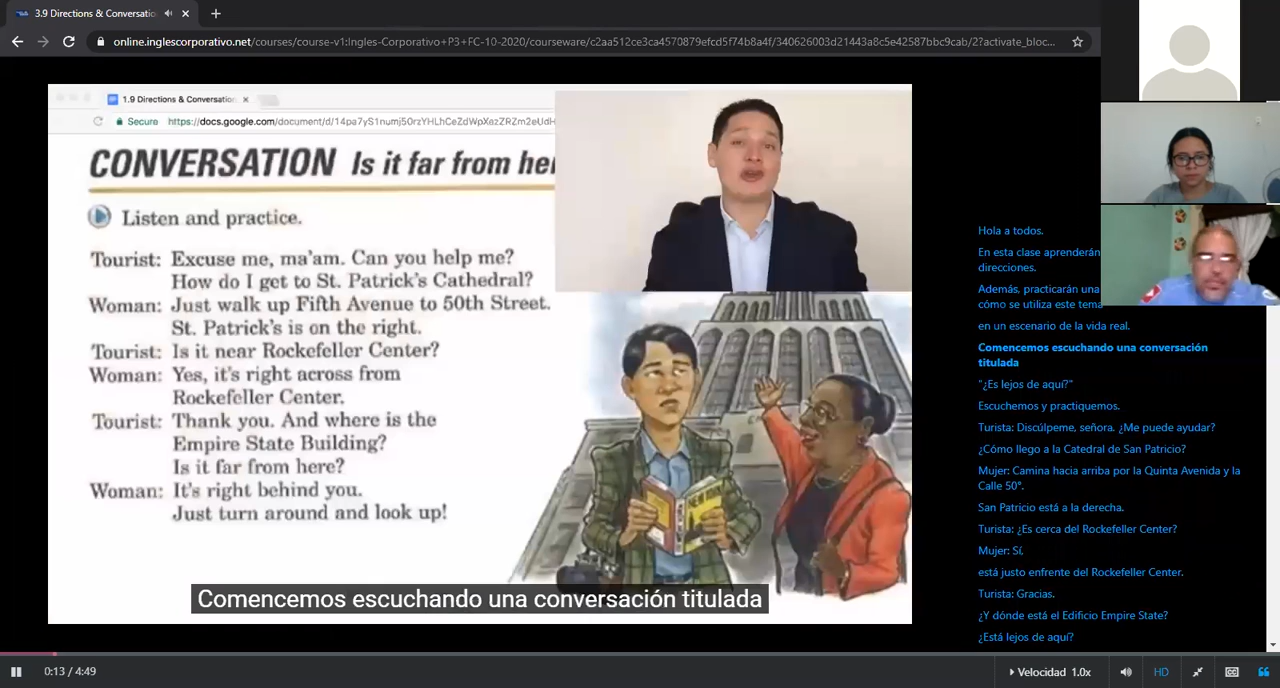 3.9 Directions & Conversatio
online.inglescorporativo.net/courses/course-v1:Ingles-Corporativo+P3+FC-10-2020/courseware/c2aa512ce3ca4570879efcd5f74b8a4f/340626003d21443a8c5e42587bbc9cab/2?activate_bloc...
1.9 Directions & Conversation
Secure
CONVERSATION Is it far from her
Listen and practice.
Tourist: Excuse me, ma'am. Can you help me?
How do I get to St. Patrick's Cathedral?
Woman: Just walk up Fifth Avenue to 50th Street.
St. Patrick's is on the right.
Tourist: Is it near Rockefeller Center?
Woman: Yes, it's right across from
Rockefeller Center.
Tourist: Thank you. And where is the
Empire State Building?
Is it far from here?
Woman: It's right behind you.
Just turn around and look up!
Comencemos escuchando una conversación titulada
Hola a todos.
En esta clase aprenderán
direcciones.
Además, practicarán una
cómo se utiliza este tema
en un escenario de la vida real.
Comencemos escuchando una conversación
titulada
"¿Es lejos de aquí?"
Escuchemos y practiquemos.
Turista: Discúlpeme, señora. ¿Me puede ayudar?
¿Cómo llego a la Catedral de San Patricio?
Mujer: Camina hacia arriba por la Quinta Avenida y la
Calle 50°.
San Patricio está a la derecha.
Turista: ¿Es cerca del Rockefeller Center?
Mujer: Sí,
está justo enfrente del Rockefeller Center.
Turista: Gracias.
¿Y dónde está el Edificio Empire State?
¿Está lejos de aquí?
0:13 / 4:49
Velocidad 1.0x
HD
CC